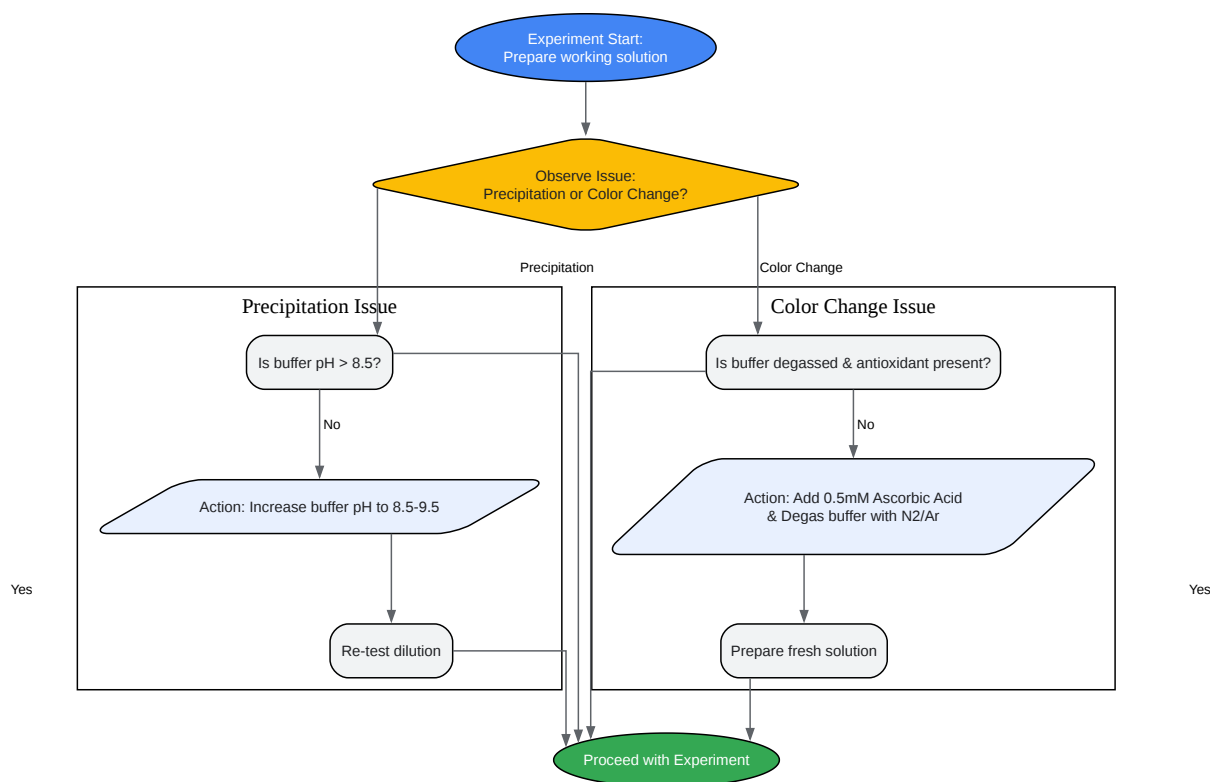 Experiment Start:
Prepare working solution
Observe Issue:
Precipitation or Color Change?
Precipitation
Color Change
Precipitation Issue
Color Change Issue
Is buffer pH > 8.5?
Is buffer degassed & antioxidant present?
No
No
Action: Increase buffer pH to 8.5-9.5
Action: Add 0.5mM Ascorbic Acid
& Degas buffer with N2/Ar
Yes
Yes
Re-test dilution
Prepare fresh solution
Proceed with Experiment